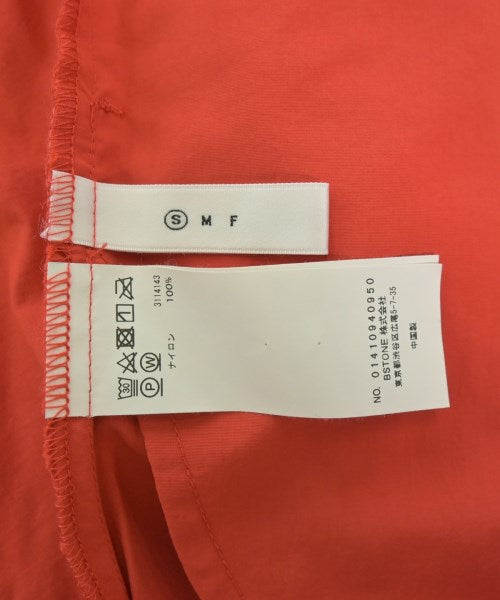 S M F
3114143
ナイロン 100%
30
P W
NO. 01410940950
BSTONE 株式会社
東京都渋谷区広尾5-7-35
中国製